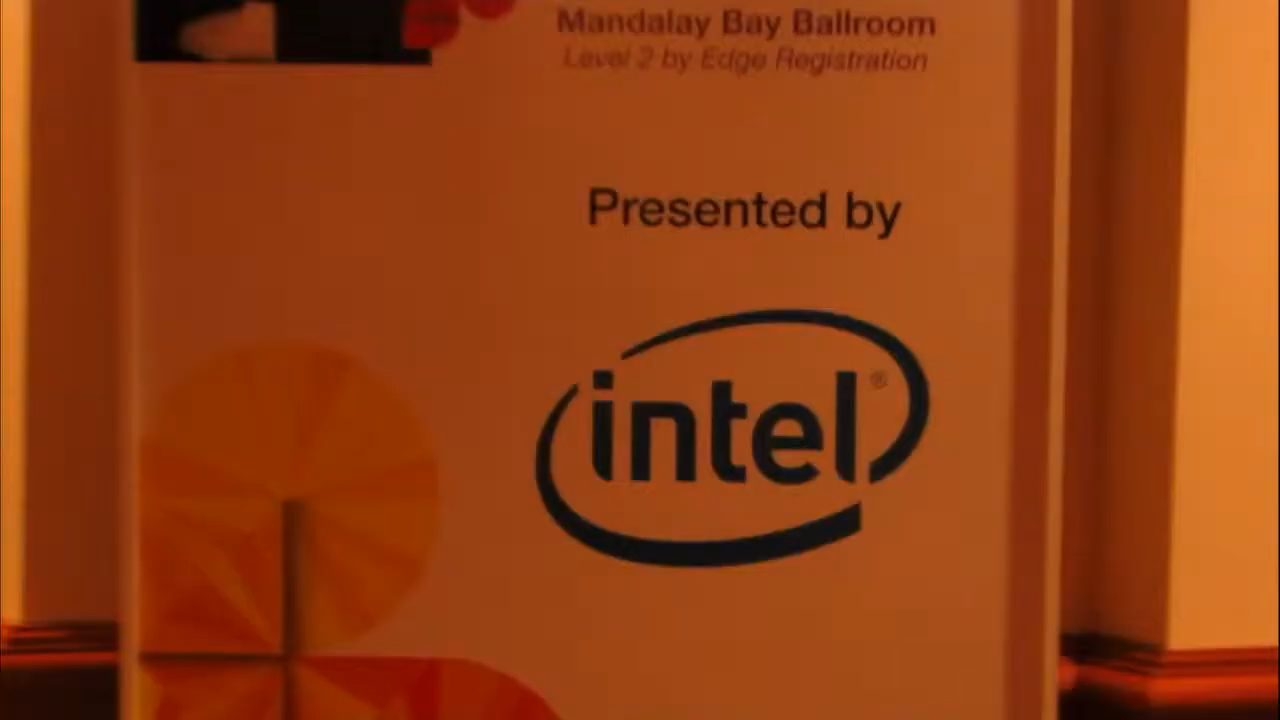 Mandalay Bay Ballroom
Level 2 by Edge Registration
Presented by
intel®